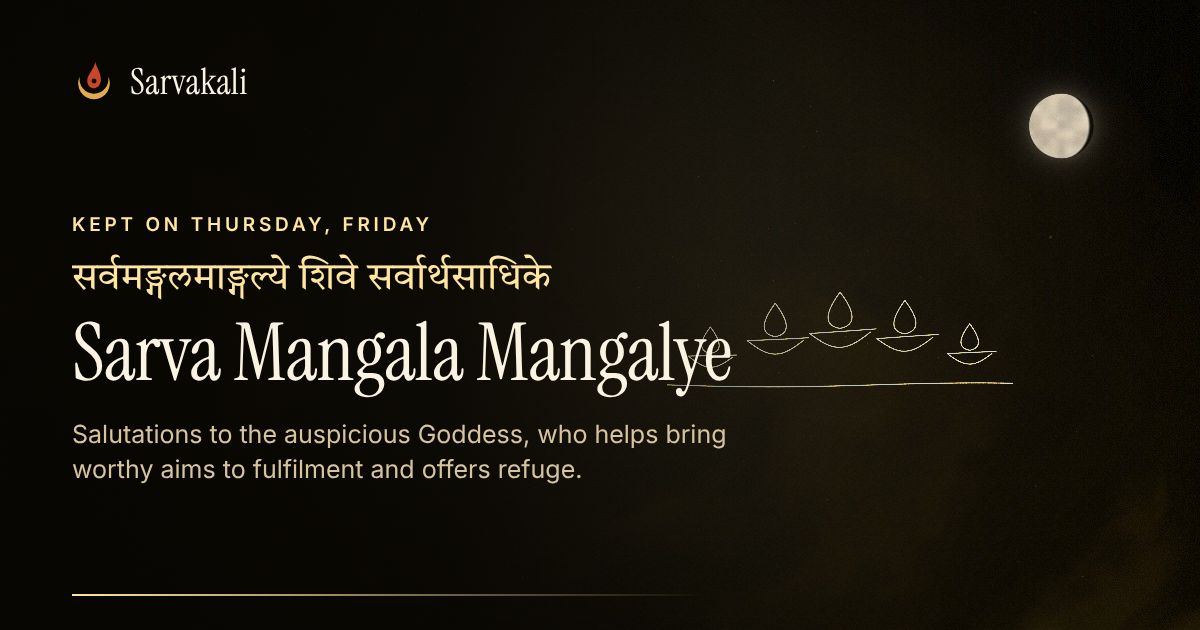 Sarvakali
KEPT ON THURSDAY, FRIDAY
सर्वमङ्गलमाङ्गल्ये शिवे सर्वार्थसाधिके
Sarva Mangala Mangalye
Salutations to the auspicious Goddess, who helps bring
worthy aims to fulfilment and offers refuge.